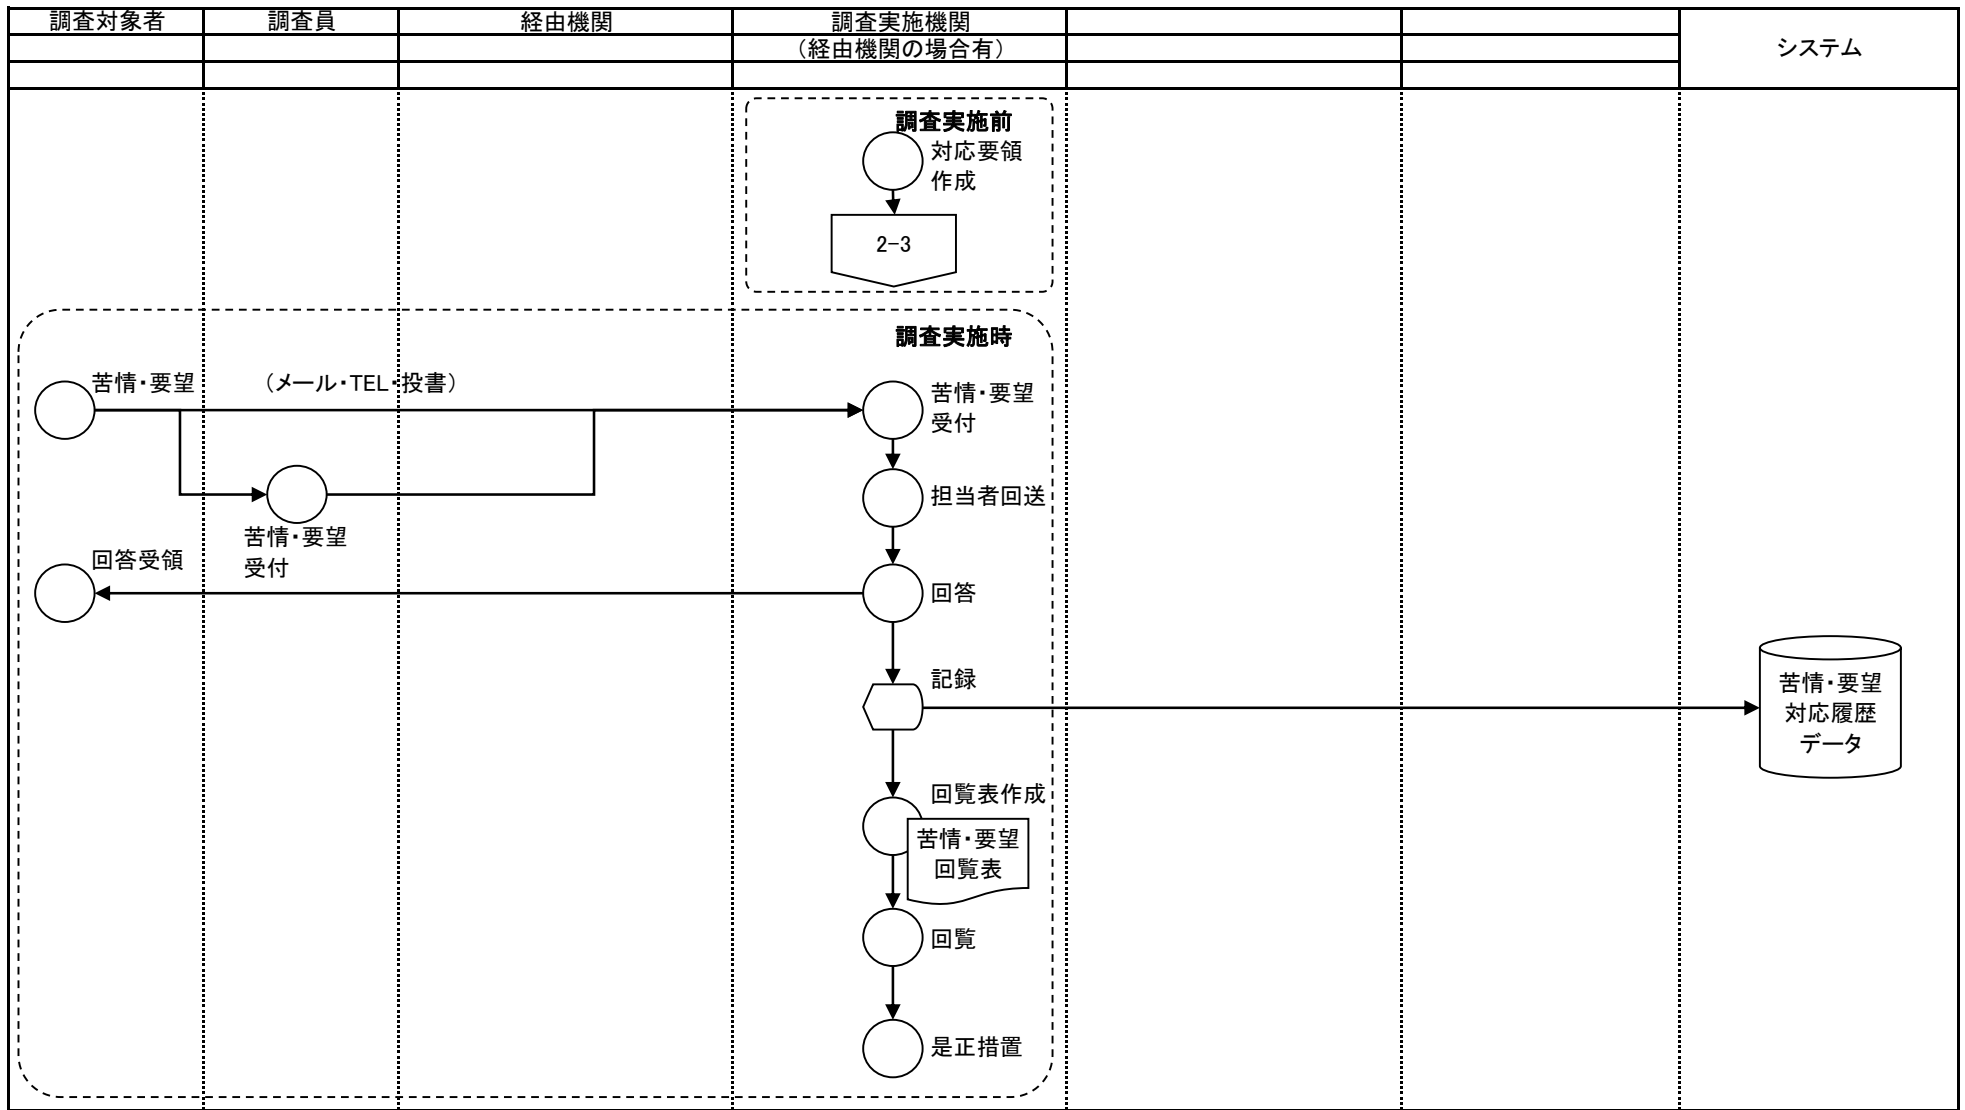 調査対象者
調査員
経由機関
調査実施機関
（経由機関の場合有）
システム
調査実施前
対応要領
作成
2-3
調査実施時
苦情・要望
（メール・TEL・投書）
苦情・要望
受付
担当者回送
苦情・要望
受付
回答受領
回答
記録
苦情・要望
対応履歴
データ
回覧表作成
苦情・要望
回覧表
回覧
是正措置